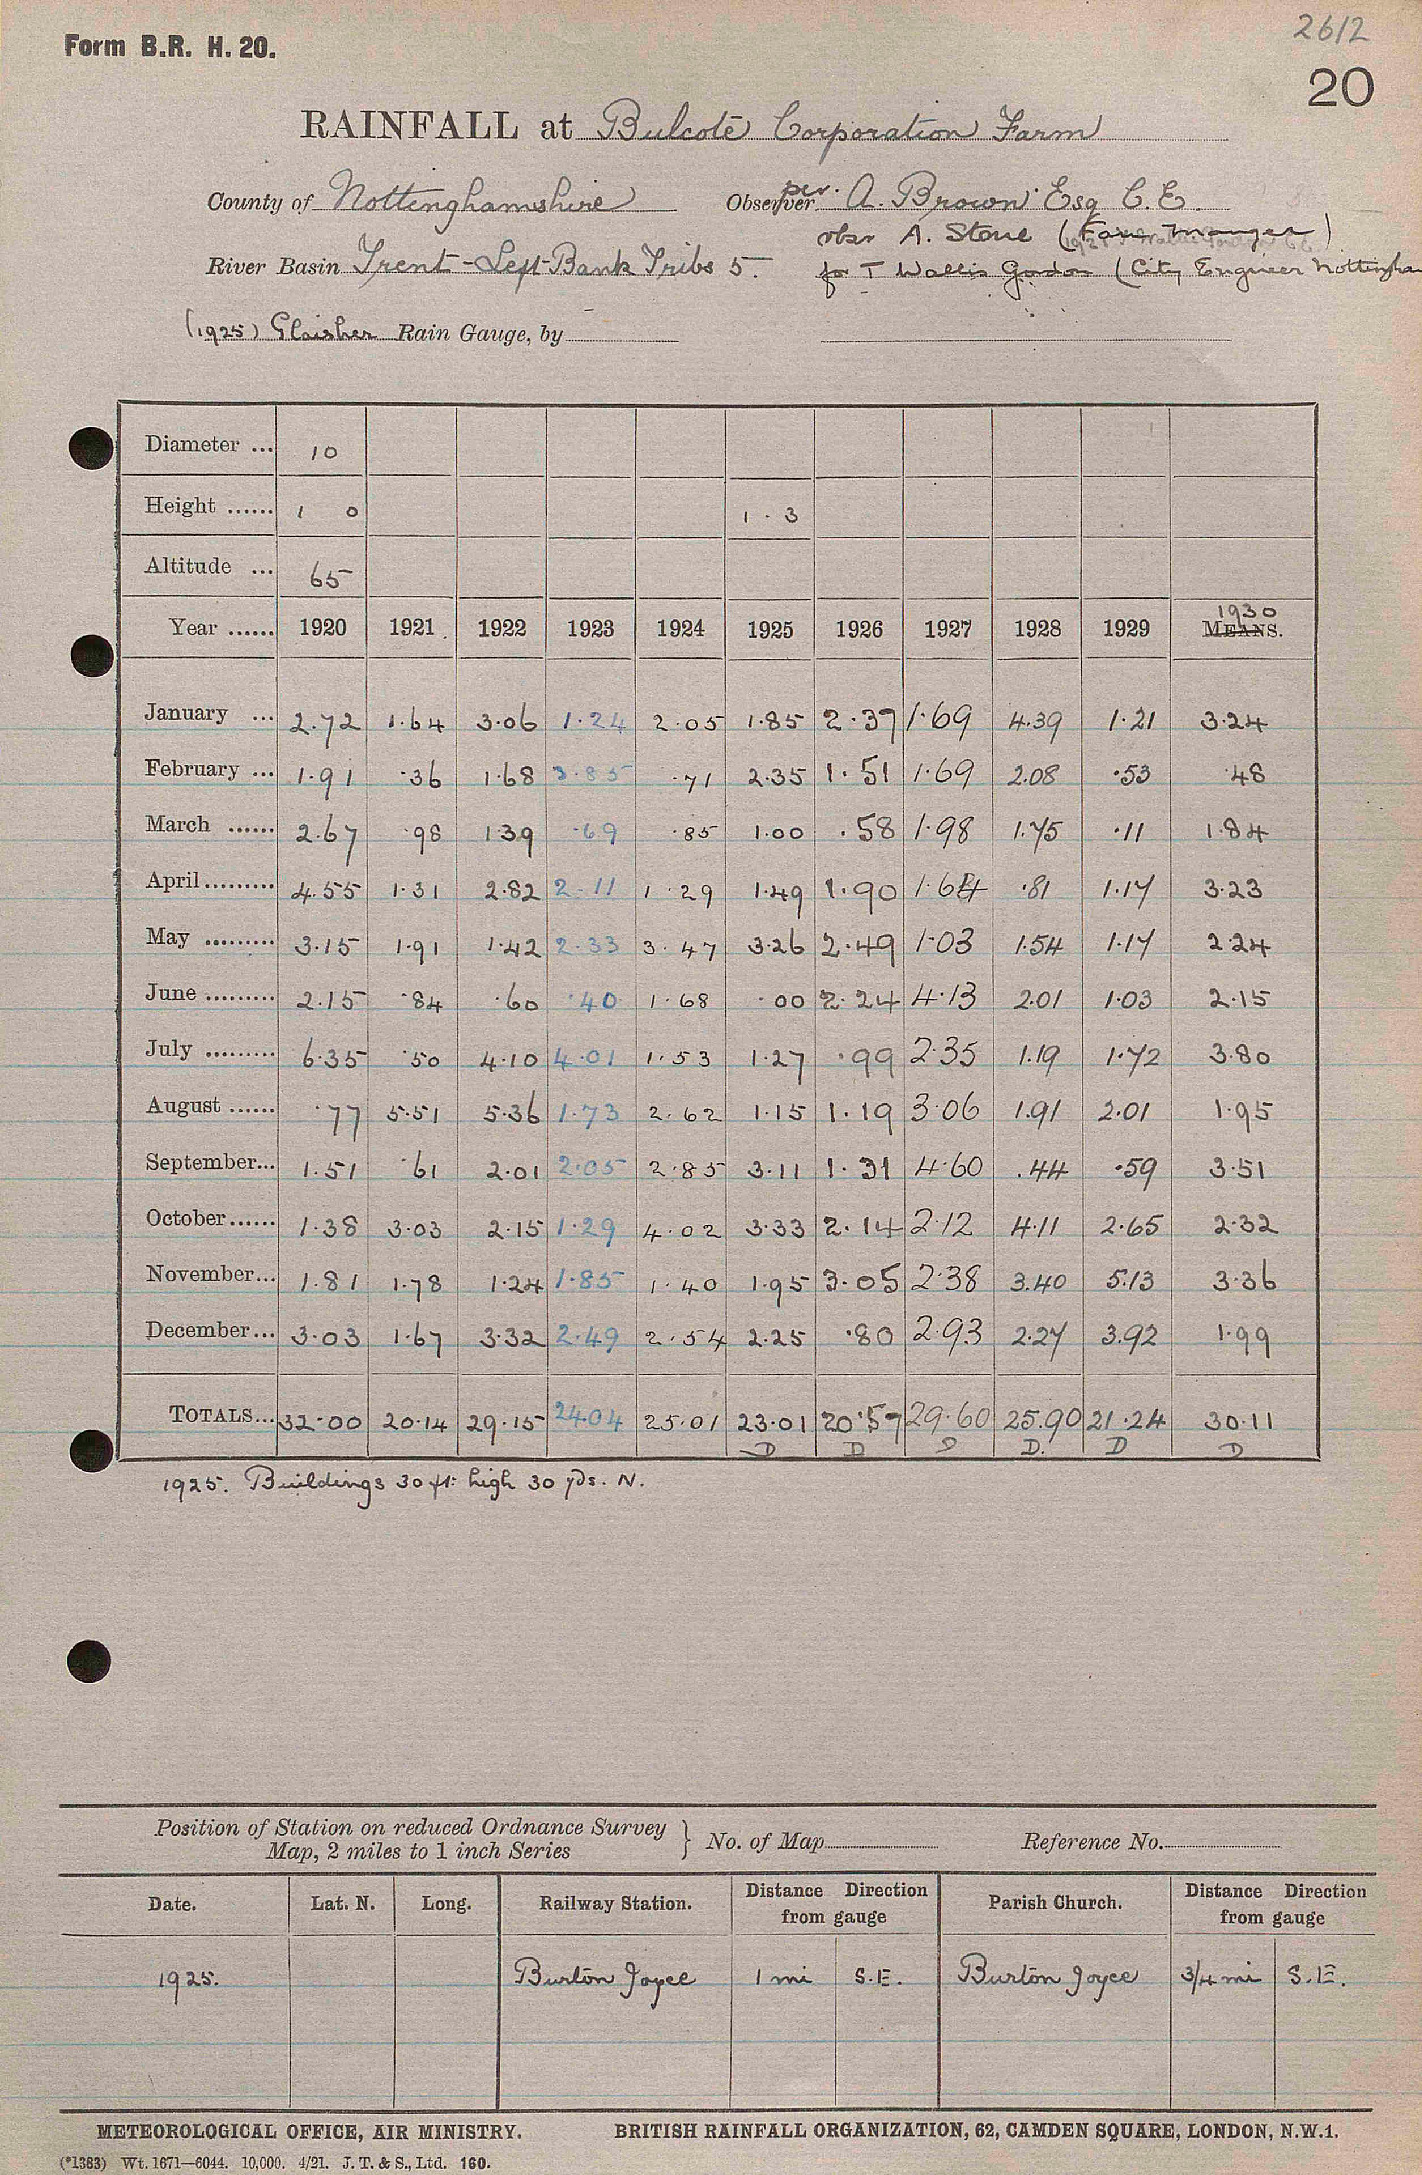 2612
Form B.R. H. 20.
20
RAINFALL at Bulcote Corporation Farm
County of Nottinghamshire Observer per. A. Brown Esq C.E.
obsr A. Stone (Farm Manager)
River Basin Trent - Left Bank Tribs 5. for T Wallis Gordon (City Engineer Nottingham
(1925) Glaisher Rain Gauge, by
Diameter ... 10
Height ...... 1 0 1 . 3
Altitude ... 65
1930
Year ...... 1920 1921 1922 1923 1924 1925 1926 1927 1928 1929 MEANS.
January ... 2.72 1.64 3.06 1.24 2.05 1.85 2.37 1.69 4.39 1.21 3.24
February ... 1.91 .36 1.68 3.85 .71 2.35 1.51 1.69 2.08 .53 .48
March ...... 2.67 .98 1.39 .69 .85 1.00 .58 1.98 1.75 .11 1.84
April ......... 4.55 1.31 2.82 2.11 1.29 1.49 1.90 1.64 .81 1.17 3.23
May ......... 3.15 1.91 1.42 2.33 3.47 3.26 2.49 1.03 1.54 1.17 2.24
June ......... 2.15 .84 .60 .40 1.68 .00 2.24 4.13 2.01 1.03 2.15
July ......... 6.35 .50 4.10 4.01 1.53 1.27 .99 2.35 1.19 1.72 3.80
August ...... .77 5.51 5.36 1.73 2.62 1.15 1.19 3.06 1.91 2.01 1.95
September... 1.51 .61 2.01 2.05 2.85 3.11 1.31 4.60 .44 .59 3.51
October ...... 1.38 3.03 2.15 1.29 4.02 3.33 2.14 2.12 4.11 2.65 2.32
November... 1.81 1.78 1.24 1.85 1.40 1.95 3.05 2.38 3.40 5.13 3.36
December... 3.03 1.67 3.32 2.49 2.54 2.25 .80 2.93 2.27 3.92 1.99
TOTALS... 32.00 20.14 29.15 24.04 25.01 23.01 20.57 29.60 25.90 21.24 30.11
D D D D. D D
1925. Buildings 30 ft. high 30 yds. N.
Position of Station on reduced Ordnance Survey
Map, 2 miles to 1 inch Series } No. of Map Reference No.
Date. Lat. N. Long. Railway Station. Distance Direction from gauge Parish Church. Distance Direction from gauge
1925. Burton Joyce 1 mi S.E. Burton Joyce 3/4 mi S.E.
METEOROLOGICAL OFFICE, AIR MINISTRY. BRITISH RAINFALL ORGANIZATION, 62, CAMDEN SQUARE, LONDON, N.W.1.
(*1383) Wt. 1671—6044. 10,000. 4/21. J. T. & S., Ltd. 160.